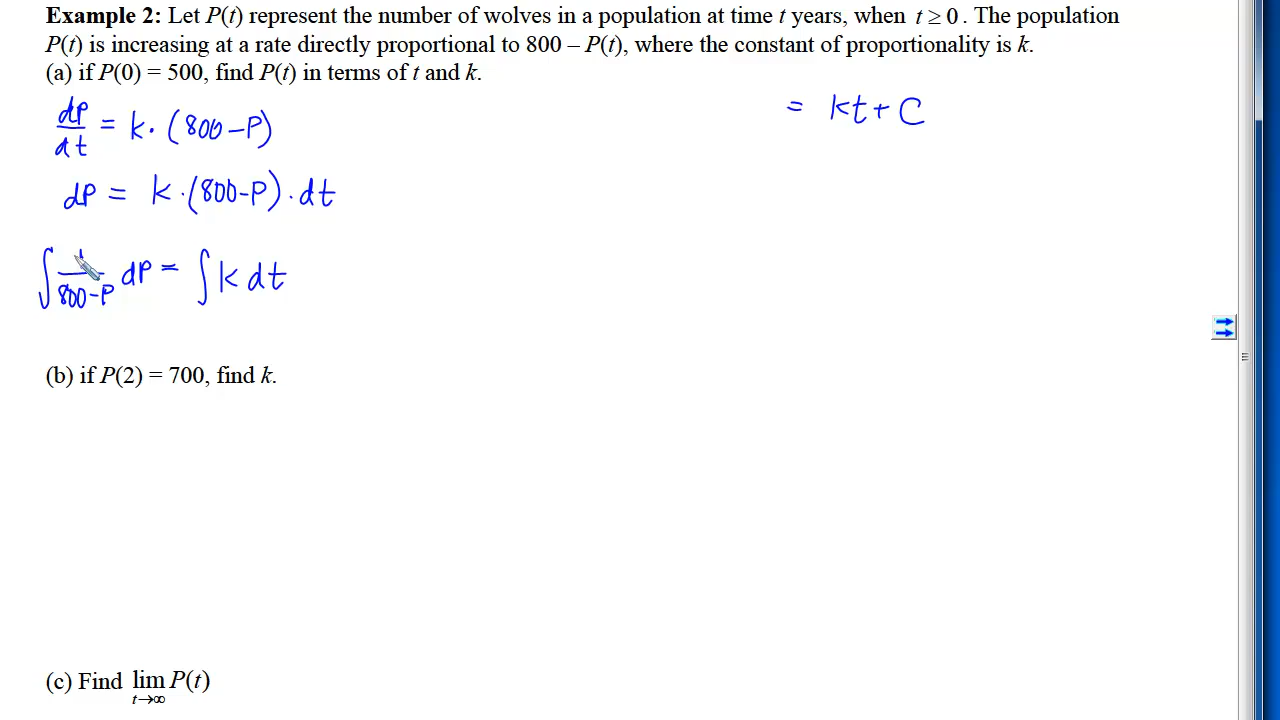 Example 2: Let P(t) represent the number of wolves in a population at time t years, when t ≥ 0. The population
P(t) is increasing at a rate directly proportional to 800 – P(t), where the constant of proportionality is k.
(a) if P(0) = 500, find P(t) in terms of t and k.
dP/dt = k · (800 – P)
= kt + C
dP = k · (800 – P) · dt
∫ 1/(800 – P) dP = ∫ k dt
(b) if P(2) = 700, find k.
(c) Find lim t→∞ P(t)